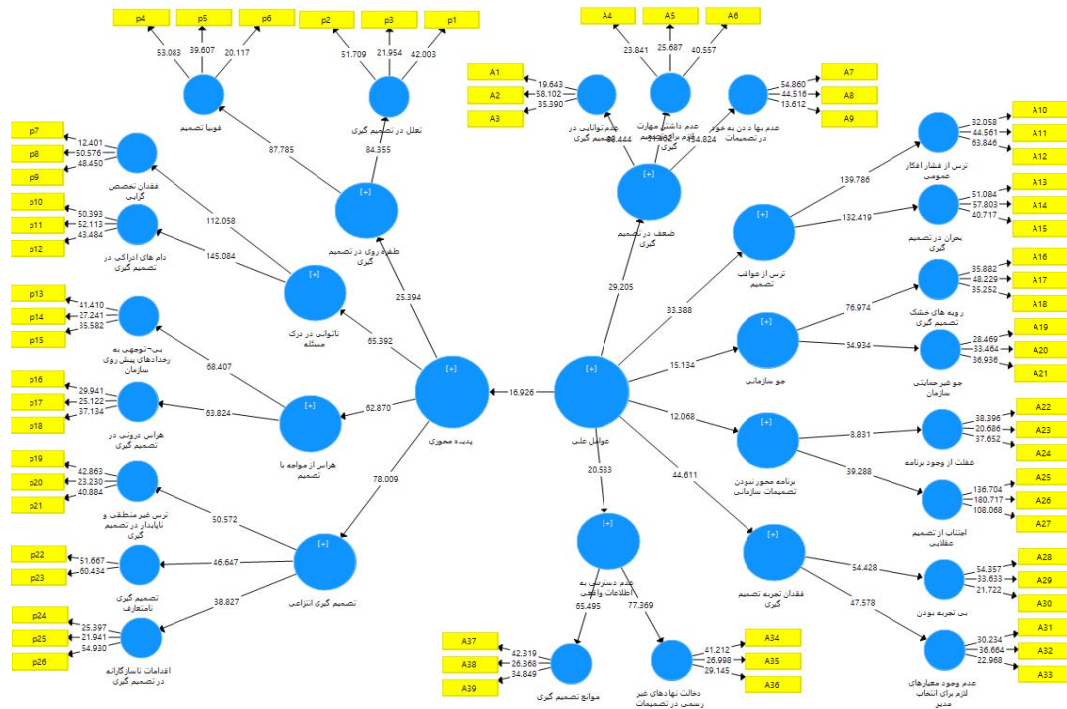 p4
p5
p6
p2
p3
p1
λ4
A5
A6
53.083
39.607
20.117
51.709
21.954
42.003
23.841
25.687
40.557
A1
A2
A3
19.643
58.102
35.390
A7
A8
A9
54.860
44.516
13.612
فوبیا تصمیم
تعلل در تصمیم گیری
عدم توانایی در
تصمیم گیری
عدم داشتن مهارت
لازم برای تصمیم
گیری
عدم بها دادن به خود
در تصمیمات
134.824
87.785
84.355
p7
p8
p9
12.401
50.576
48.450
فقدان تخصص
گرایی
112.058
[+]
طفره روی در تصمیم
گیری
[+]
ضعف در تصمیم
گیری
λ10
λ11
λ12
32.058
44.561
63.846
ترس از فشار افکار
عمومی
139.786
p10
p11
p12
50.393
52.113
43.484
دام های ادراکی در
تصمیم گیری
145.084
[+]
ترس از عواقب
تصمیم
132.419
λ13
λ14
λ15
51.084
57.803
40.717
بحران در تصمیم
گیری
25.394
29.205
33.388
p13
p14
p15
41.410
27.241
35.582
بی-توجهی به
رخدادهای پیش روی
سازمان
68.407
[+]
ناتوانی در درک
مسئله
65.392
[+]
جو سازمانی
15.134
76.974
54.934
λ16
λ17
λ18
35.882
48.229
35.252
رویه های خشک
تصمیم گیری
A19
A20
A21
28.469
33.464
36.936
جو غیر حمایتی
سازمان
p16
p17
p18
29.941
25.122
37.134
هراس درونی در
تصمیم گیری
63.824
[+]
هراس از مواجه با
تصمیم
62.870
[+]
پدیده محوری
16.926
[+]
عوامل علی
12.068
[+]
برنامه محور نبودن
تصمیمات سازمانی
8.831
39.288
A22
A23
A24
38.396
20.686
37.652
غفلت از وجود برنامه
p19
p20
p21
42.863
23.230
40.884
ترس غیر منطقی و
ناپایدار در تصمیم
گیری
50.572
78.009
20.533
44.611
A25
A26
A27
136.704
180.717
108.068
اجتناب از تصمیم
عقلایی
p22
p23
51.667
60.434
تصمیم گیری
نامتعارف
46.647
[+]
تصمیم گیری انتزاعی
38.827
[+]
عدم دسترسی به
اطلاعات واقعی
65.495
77.369
[+]
فقدان تجربه تصمیم
گیری
54.428
47.578
A28
A29
A30
54.357
33.633
21.722
بی تجربه بودن
p24
p25
p26
25.397
21.941
54.930
اقدامات ناسازگارانه
در تصمیم گیری
A37
A38
A39
42.319
26.368
34.849
موانع تصمیم گیری
A34
A35
A36
41.212
26.998
29.145
دخالت نهادهای غیر
رسمی در تصمیمات
A31
A32
A33
30.234
36.664
22.968
عدم وجود معیارهای
لازم برای انتخاب
مدیر